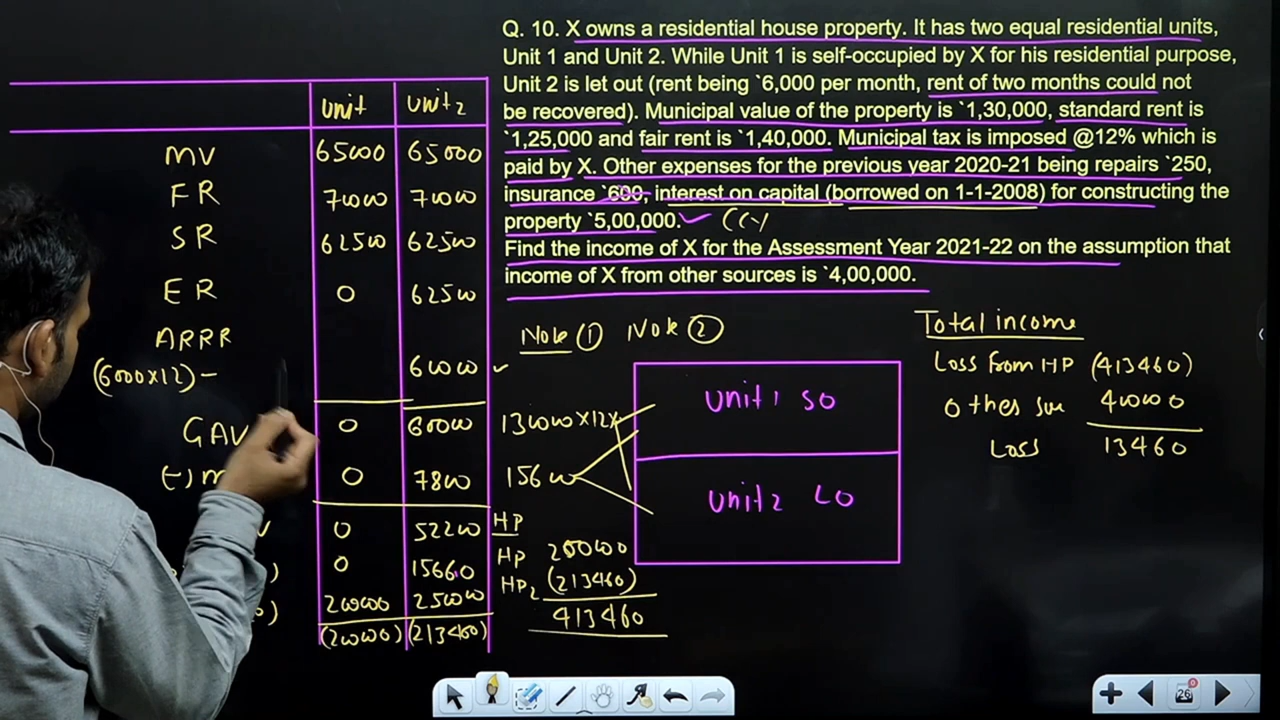 Q. 10. X owns a residential house property. It has two equal residential units,
Unit 1 and Unit 2. While Unit 1 is self-occupied by X for his residential purpose,
Unit 2 is let out (rent being `6,000 per month, rent of two months could not
be recovered). Municipal value of the property is `1,30,000, standard rent is
`1,25,000 and fair rent is `1,40,000. Municipal tax is imposed @12% which is
paid by X. Other expenses for the previous year 2020-21 being repairs `250,
insurance `600, interest on capital (borrowed on 1-1-2008) for constructing the
property `5,00,000.
Find the income of X for the Assessment Year 2021-22 on the assumption that
income of X from other sources is `4,00,000.
unit unit 2
MV 65000 65000
FR 70000 70000
SR 62500 62500
ER 0 62500
ARRR
(6000x12) - 60000
GAV 0 60000
(-) m 0 7800
0 52200
0 15660
200000 250000
(200000) (213460)
130000x12%
15600
HP
HP 200000
HP2 (213460)
413460
Note 1 Note 2
unit 1 SO
unit 2 LO
Total income
Loss from HP (413460)
Other sou 400000
Loss 13460
26
0